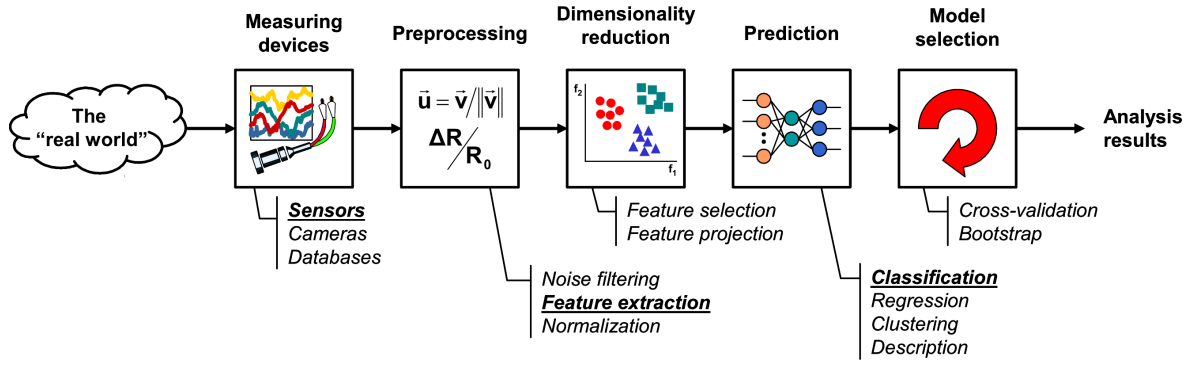 Measuring
devices
Preprocessing
Dimensionality
reduction
Prediction
Model
selection
The
“real world”
u⃗ = v⃗/‖v⃗‖
ΔR/R₀
f₂
f₁
Analysis
results
Sensors
Cameras
Databases
Noise filtering
Feature extraction
Normalization
Feature selection
Feature projection
Classification
Regression
Clustering
Description
Cross-validation
Bootstrap